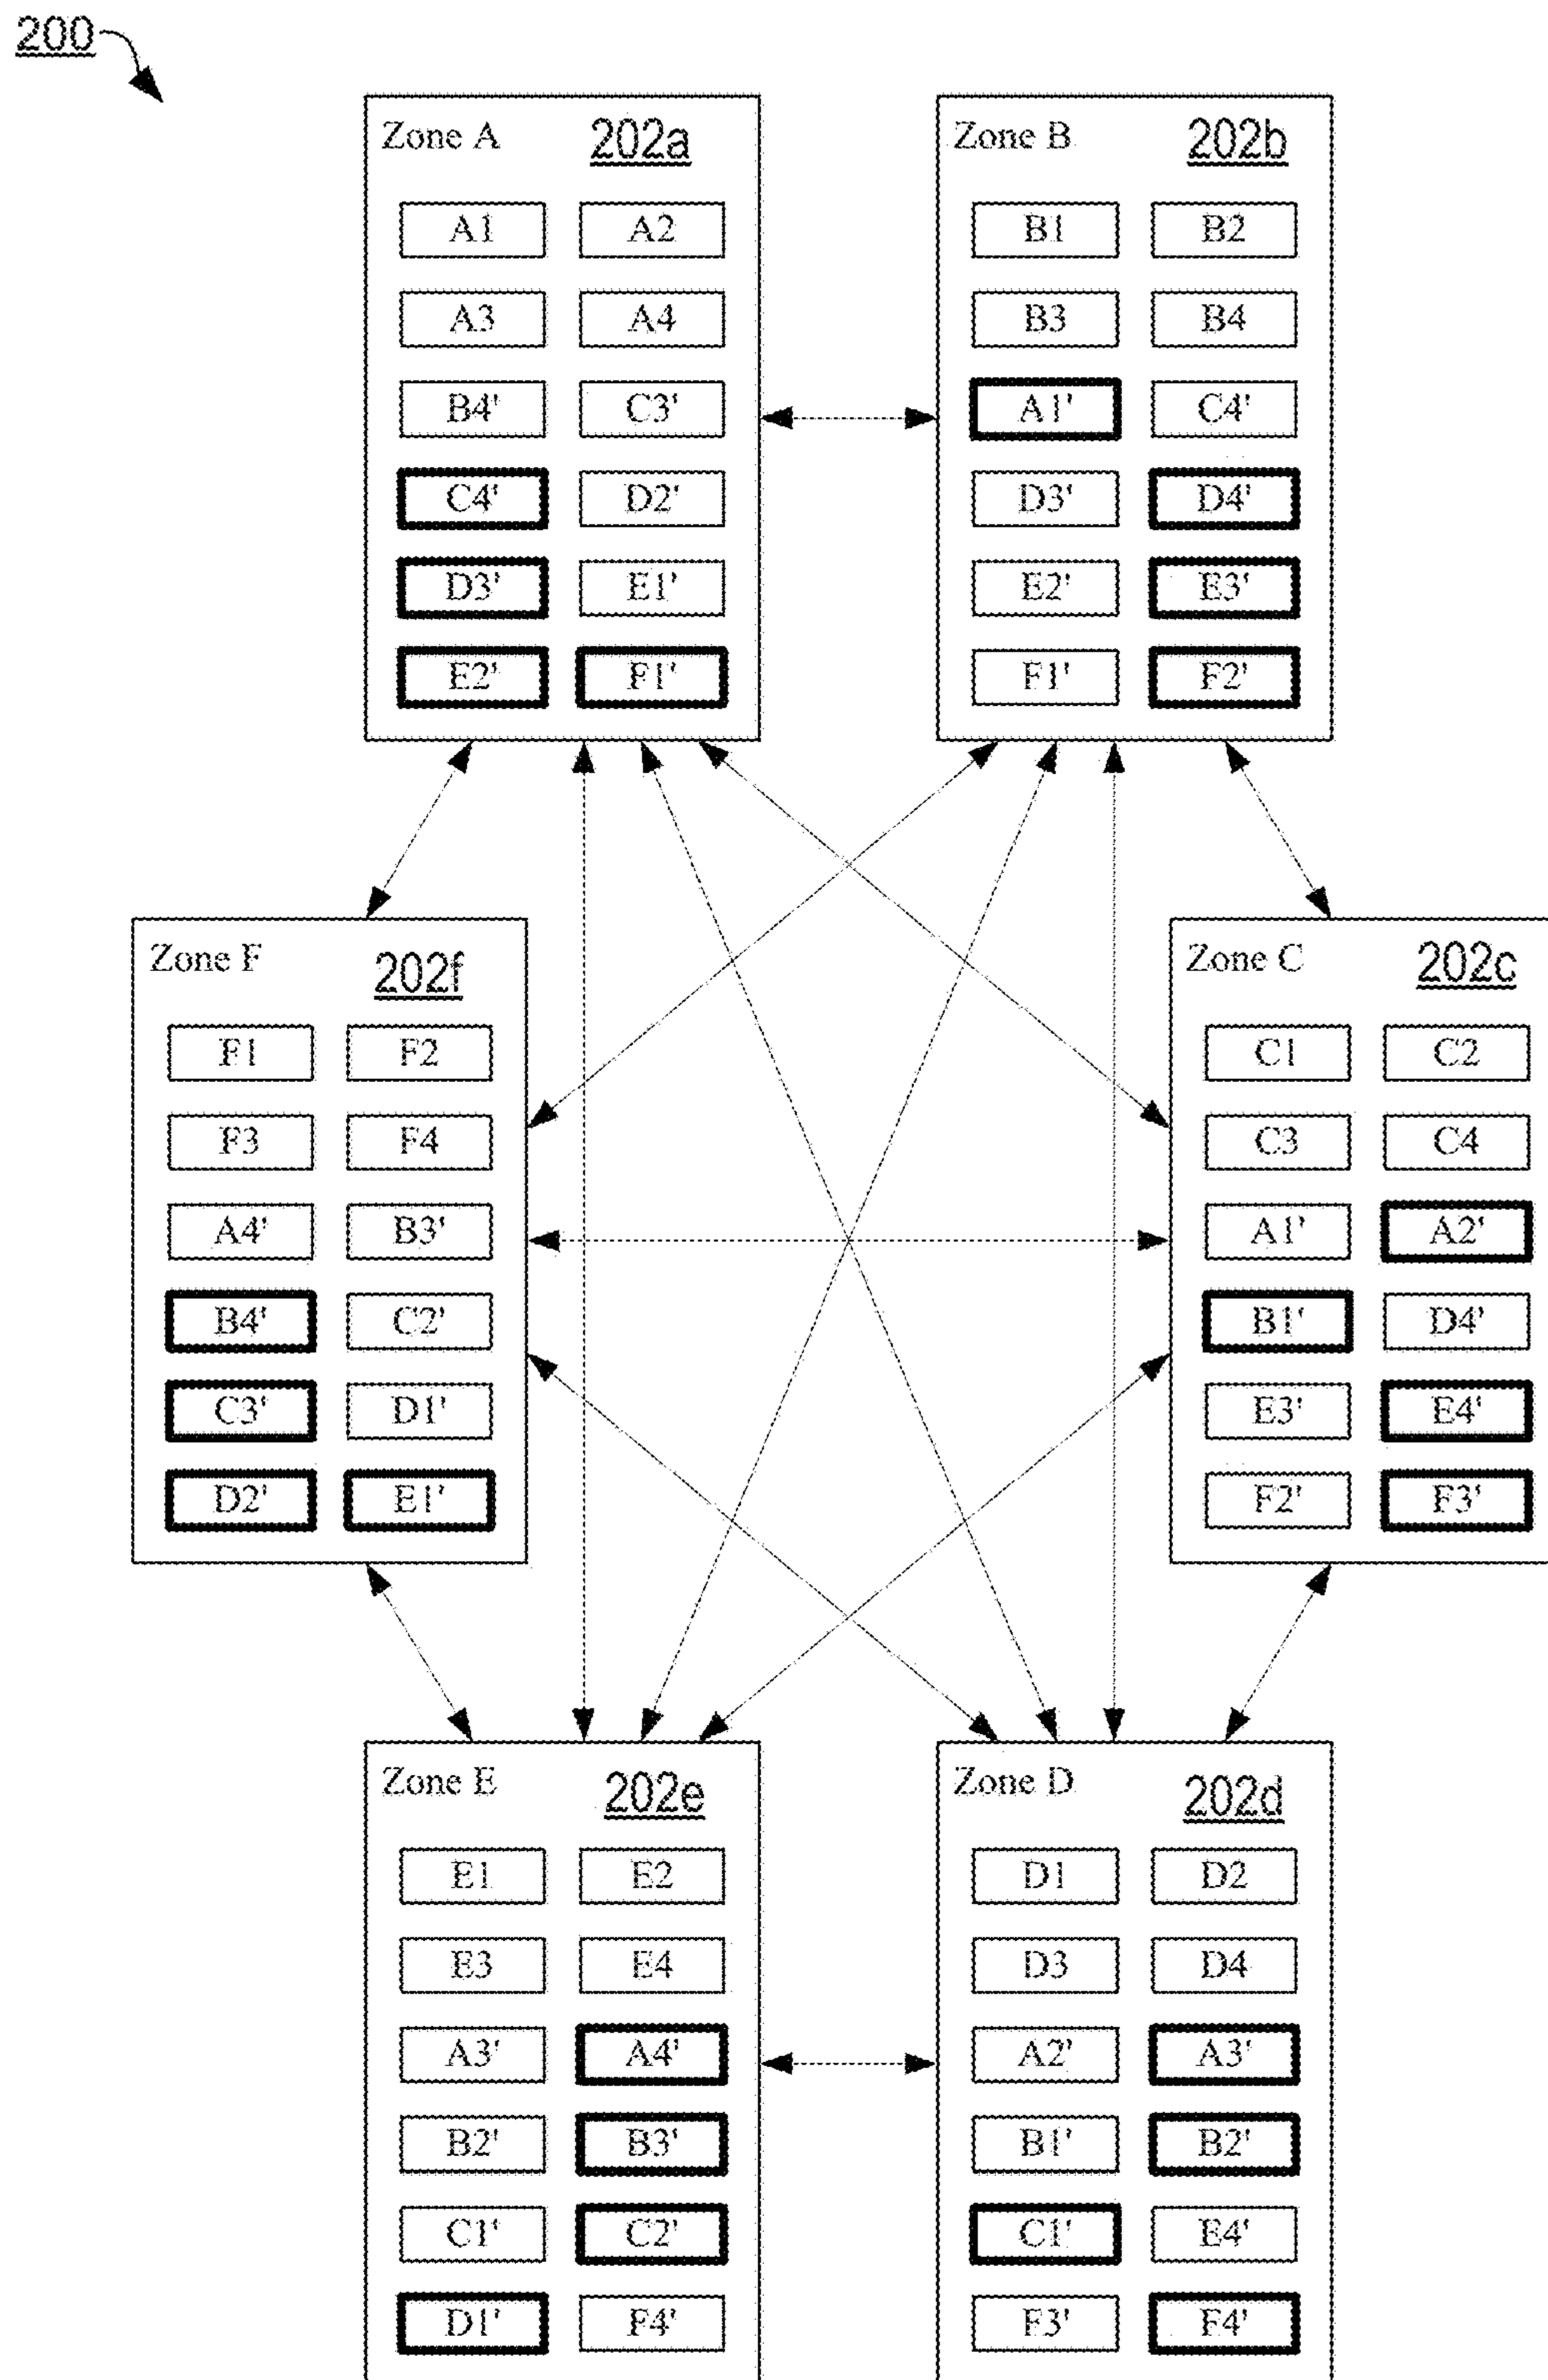 200
Zone A 202a
A1 A2
A3 A4
B4' C3'
C4' D2'
D3' E1'
E2' F1'
Zone B 202b
B1 B2
B3 B4
A1' C4'
D3' D4'
E2' E3'
F1' F2'
Zone F 202f
F1 F2
F3 F4
A4' B3'
B4' C2'
C3' D1'
D2' E1'
Zone C 202c
C1 C2
C3 C4
A1' A2'
B1' D4'
E3' E4'
F2' F3'
Zone E 202e
E1 E2
E3 E4
A3' A4'
B2' B3'
C1' C2'
D1' F4'
Zone D 202d
D1 D2
D3 D4
A2' A3'
B1' B2'
C1' E4'
F3' F4'